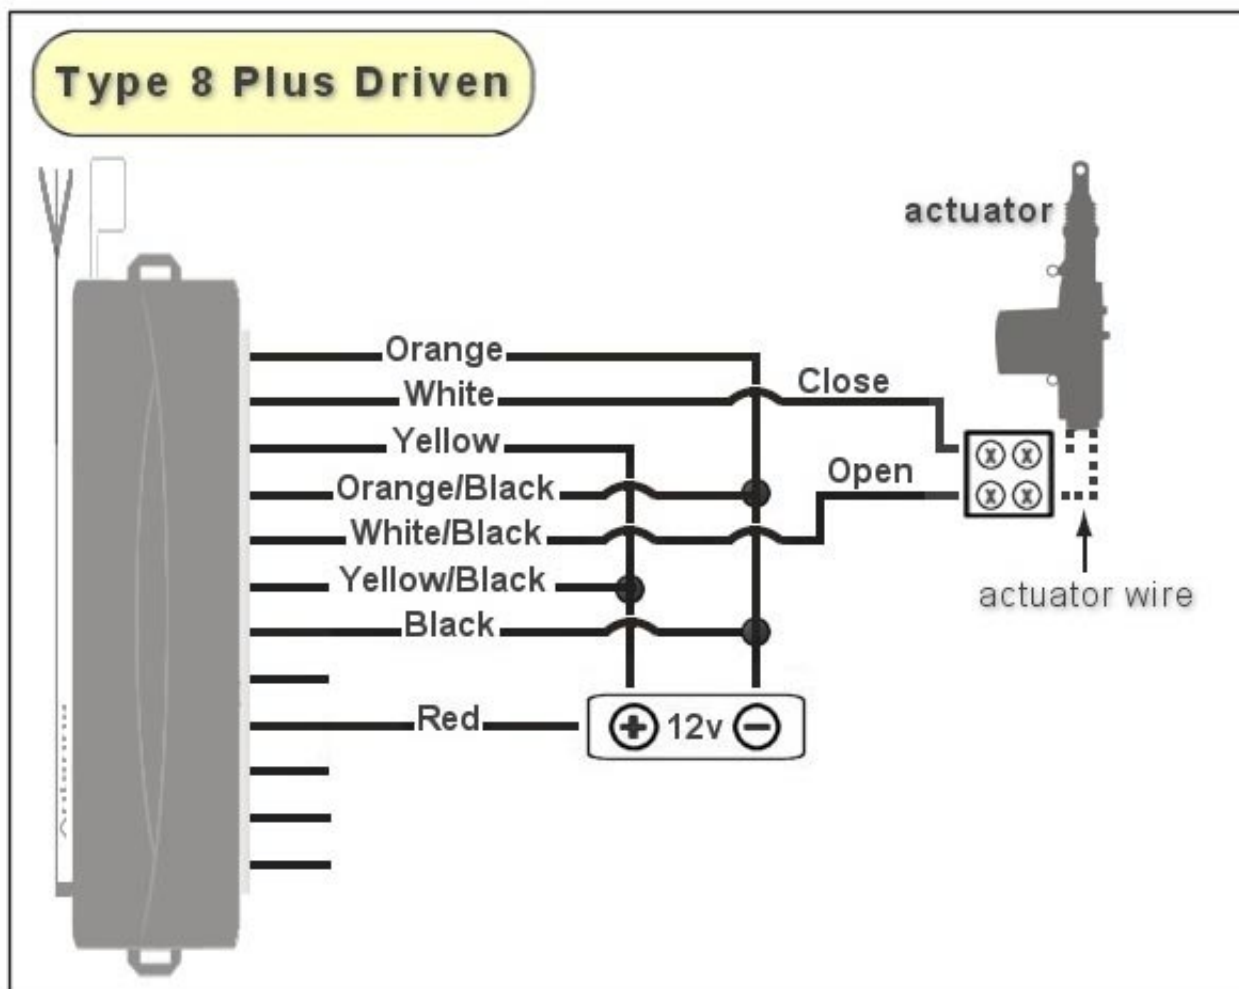 Type 8 Plus Driven
actuator
Orange
White
Close
Yellow
Open
Orange/Black
White/Black
Yellow/Black
actuator wire
Black
Red
12v